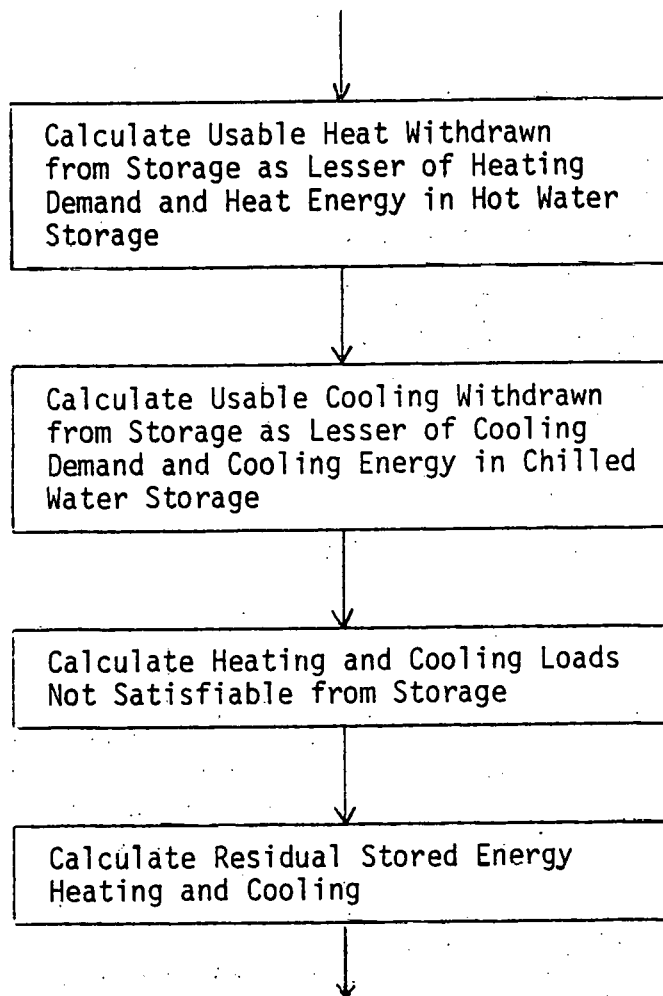 Calculate Usable Heat Withdrawn
from Storage as Lesser of Heating
Demand and Heat Energy in Hot Water
Storage
Calculate Usable Cooling Withdrawn
from Storage as Lesser of Cooling
Demand and Cooling Energy in Chilled
Water Storage
Calculate Heating and Cooling Loads
Not Satisfiable from Storage
Calculate Residual Stored Energy
Heating and Cooling